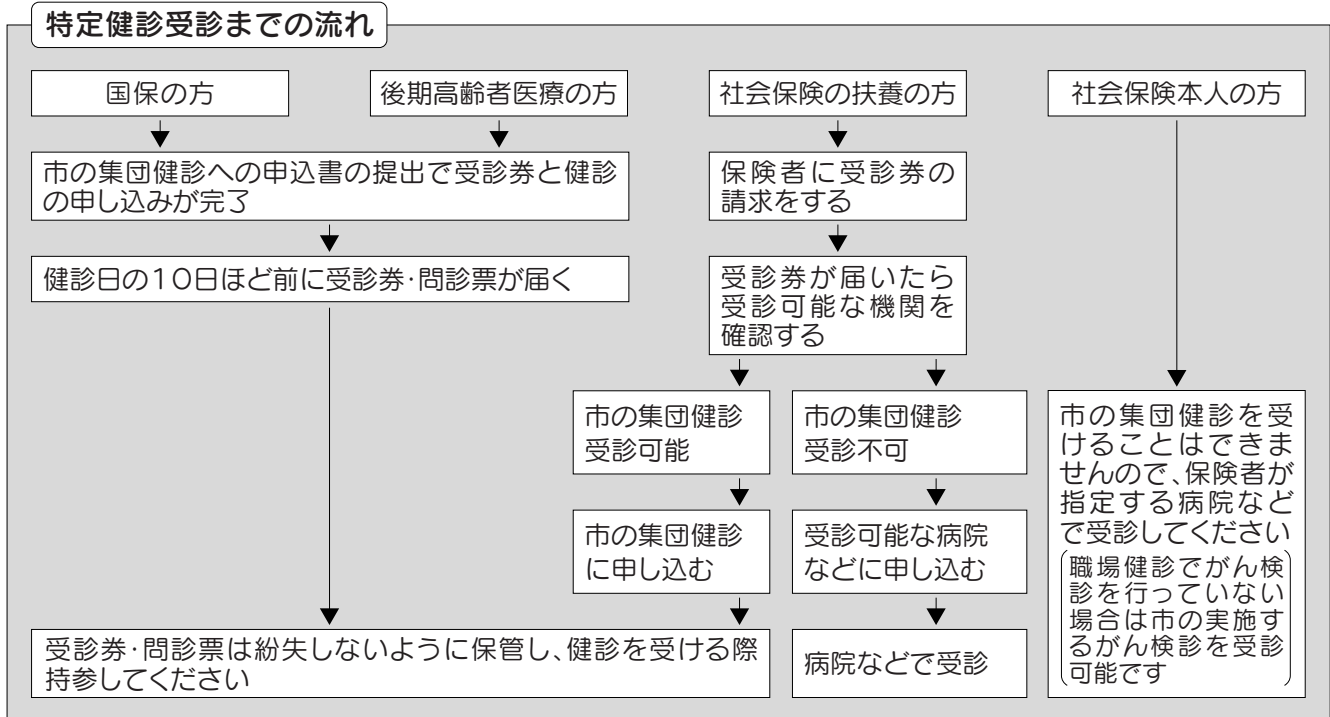 特定健診受診までの流れ
国保の方
後期高齢者医療の方
社会保険の扶養の方
社会保険本人の方
市の集団健診への申込書の提出で受診券と健診
の申し込みが完了
保険者に受診券の
請求をする
健診日の10日ほど前に受診券・問診票が届く
受診券が届いたら
受診可能な機関を
確認する
市の集団健診
受診可能
市の集団健診
受診不可
市の集団健診を受
けることはできま
せんので、保険者が
指定する病院など
で受診してください
(職場健診でがん検
診を行っていない
場合は市の実施す
るがん検診を受診
可能です)
市の集団健診
に申し込む
受診可能な病院
などに申し込む
受診券・問診票は紛失しないように保管し、健診を受ける際
持参してください
病院などで受診